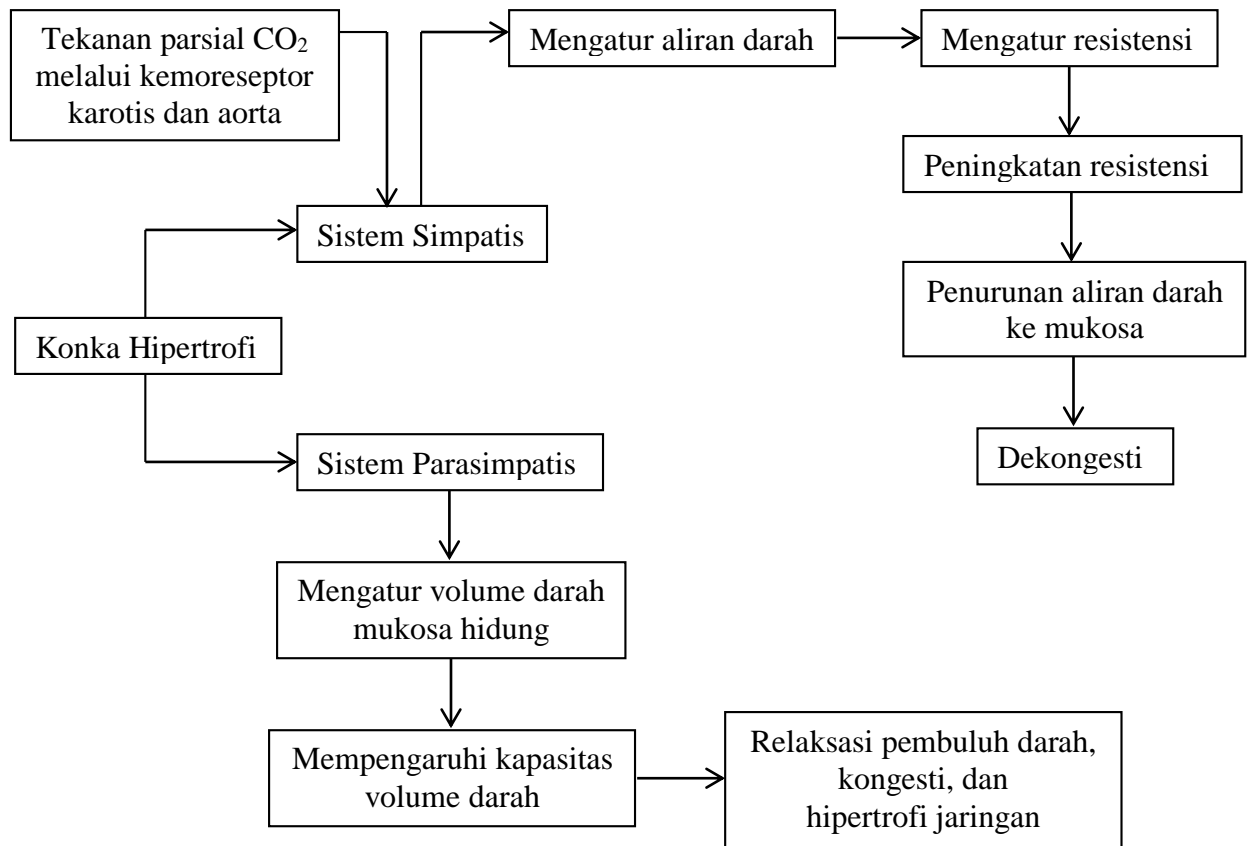 Tekanan parsial CO₂
melalui kemoreseptor
karotis dan aorta
Mengatur aliran darah
Mengatur resistensi
Peningkatan resistensi
Sistem Simpatis
Penurunan aliran darah
ke mukosa
Konka Hipertrofi
Dekongesti
Sistem Parasimpatis
Mengatur volume darah
mukosa hidung
Mempengaruhi kapasitas
volume darah
Relaksasi pembuluh darah,
kongesti, dan
hipertrofi jaringan